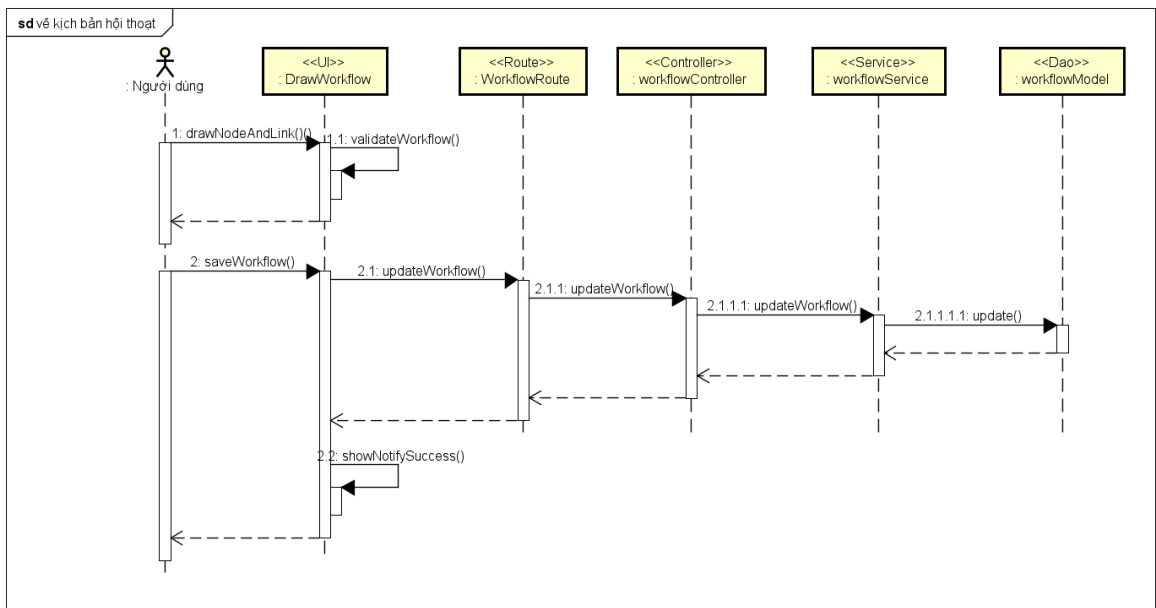 sd vẽ kịch bản hội thoạt
<<UI>>
: DrawWorkflow
<<Route>>
: WorkflowRoute
<<Controller>>
: workflowController
<<Service>>
: workflowService
<<Dao>>
: workflowModel
: Người dùng
1: drawNodeAndLink()()
1.1: validateWorkflow()
2: saveWorkflow()
2.1: updateWorkflow()
2.1.1: updateWorkflow()
2.1.1.1: updateWorkflow()
2.1.1.1.1: update()
2.2: showNotifySuccess()